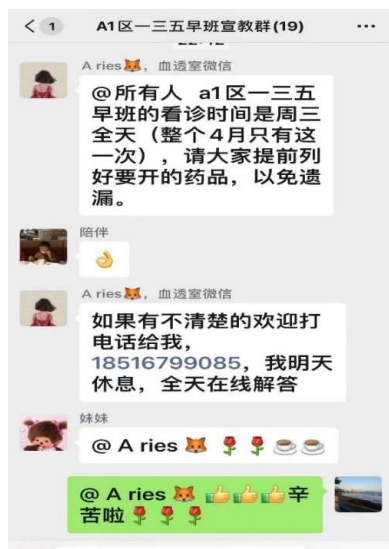 1
A1区一三五早班宣教群(19)
A ries🦊，血透室微信
@所有人 a1区一三五
早班的看诊时间是周三
全天（整个4月只有这
一次），请大家提前列
好要开的药品，以免遗
漏。
陪伴
👌
A ries🦊，血透室微信
如果有不清楚的欢迎打
电话给我，
18516799085，我明天
休息，全天在线解答
妹妹
@ A ries 🦊 🌹🌹☕☕
@ A ries 🦊 👍👍👍辛
苦啦🌹🌹🌹